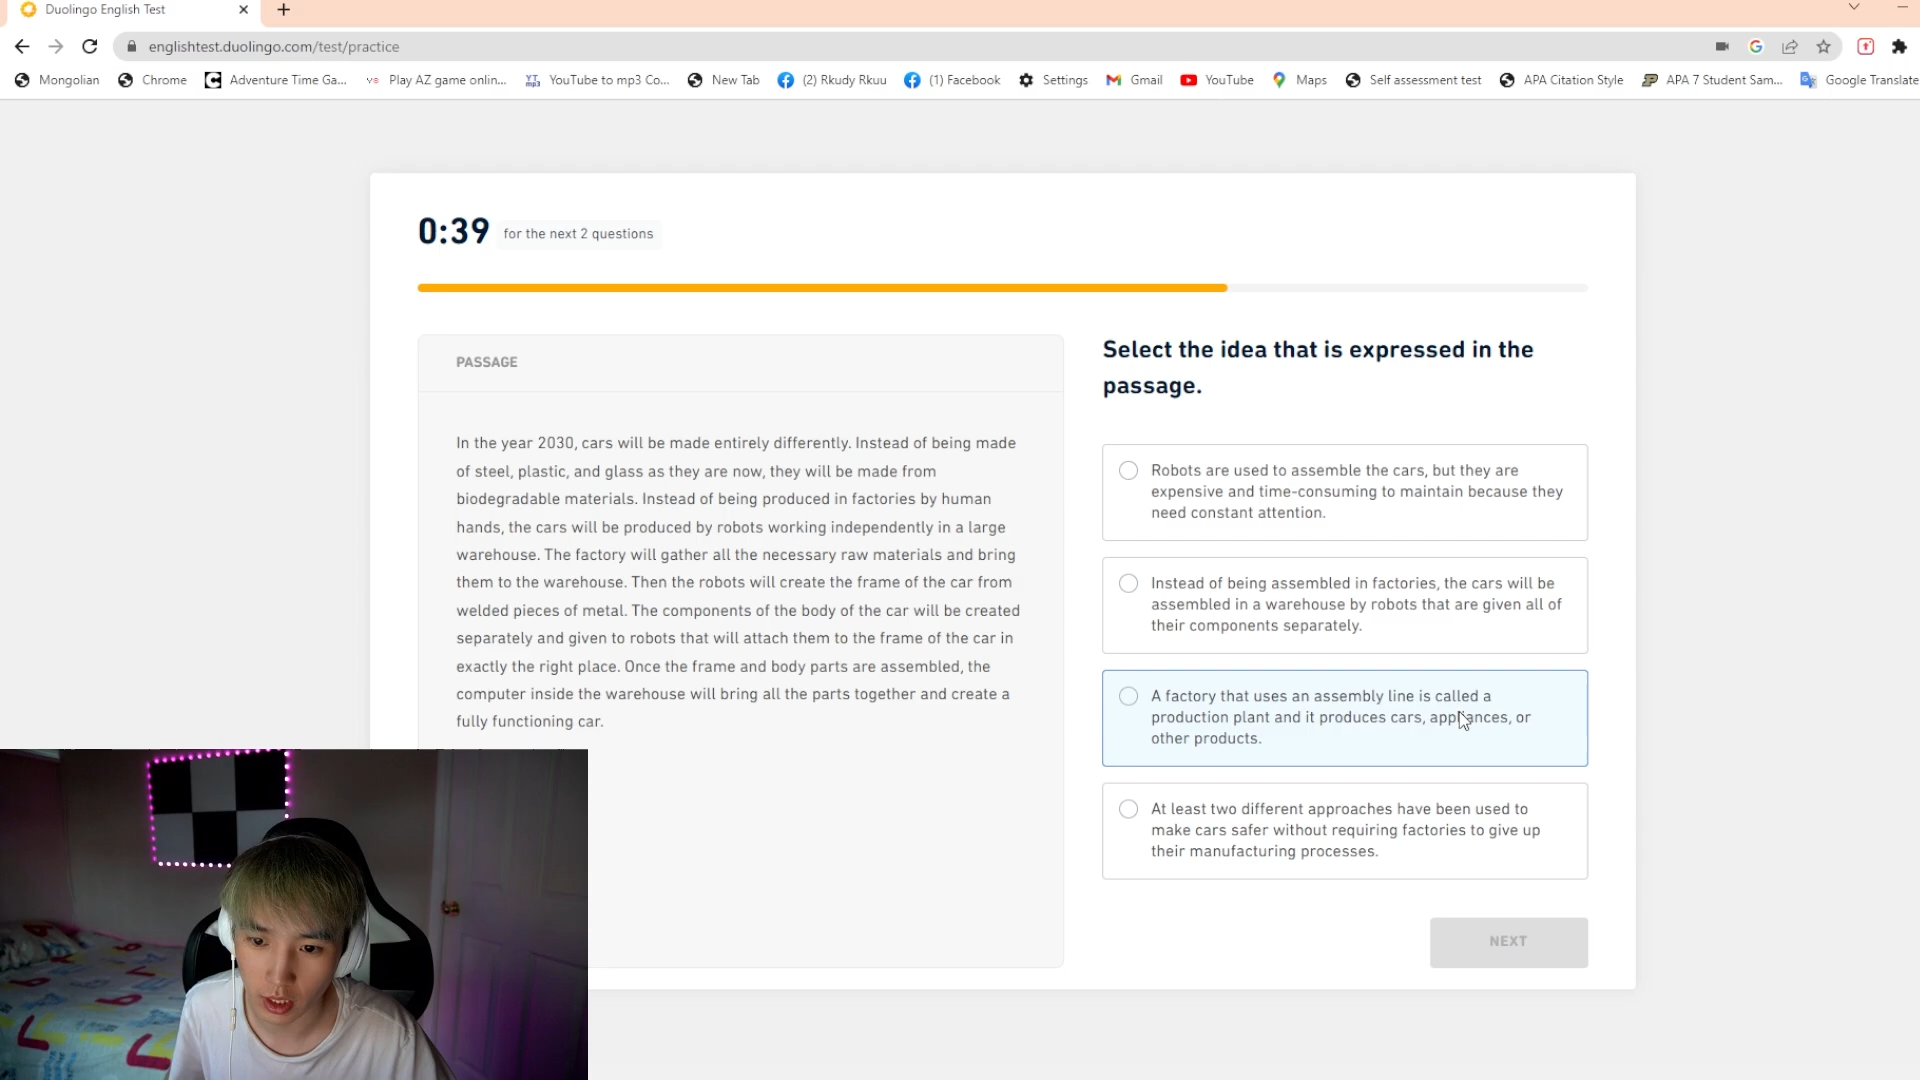 Duolingo English Test
englishtest.duolingo.com/test/practice
Mongolian
Chrome
Adventure Time Ga...
Play AZ game onlin...
YouTube to mp3 Co...
New Tab
(2) Rkudy Rkuu
(1) Facebook
Settings
Gmail
YouTube
Maps
Self assessment test
APA Citation Style
APA 7 Student Sam...
Google Translate
0:39 for the next 2 questions
PASSAGE
In the year 2030, cars will be made entirely differently. Instead of being made
of steel, plastic, and glass as they are now, they will be made from
biodegradable materials. Instead of being produced in factories by human
hands, the cars will be produced by robots working independently in a large
warehouse. The factory will gather all the necessary raw materials and bring
them to the warehouse. Then the robots will create the frame of the car from
welded pieces of metal. The components of the body of the car will be created
separately and given to robots that will attach them to the frame of the car in
exactly the right place. Once the frame and body parts are assembled, the
computer inside the warehouse will bring all the parts together and create a
fully functioning car.
Select the idea that is expressed in the
passage.
Robots are used to assemble the cars, but they are
expensive and time-consuming to maintain because they
need constant attention.
Instead of being assembled in factories, the cars will be
assembled in a warehouse by robots that are given all of
their components separately.
A factory that uses an assembly line is called a
production plant and it produces cars, appliances, or
other products.
At least two different approaches have been used to
make cars safer without requiring factories to give up
their manufacturing processes.
NEXT